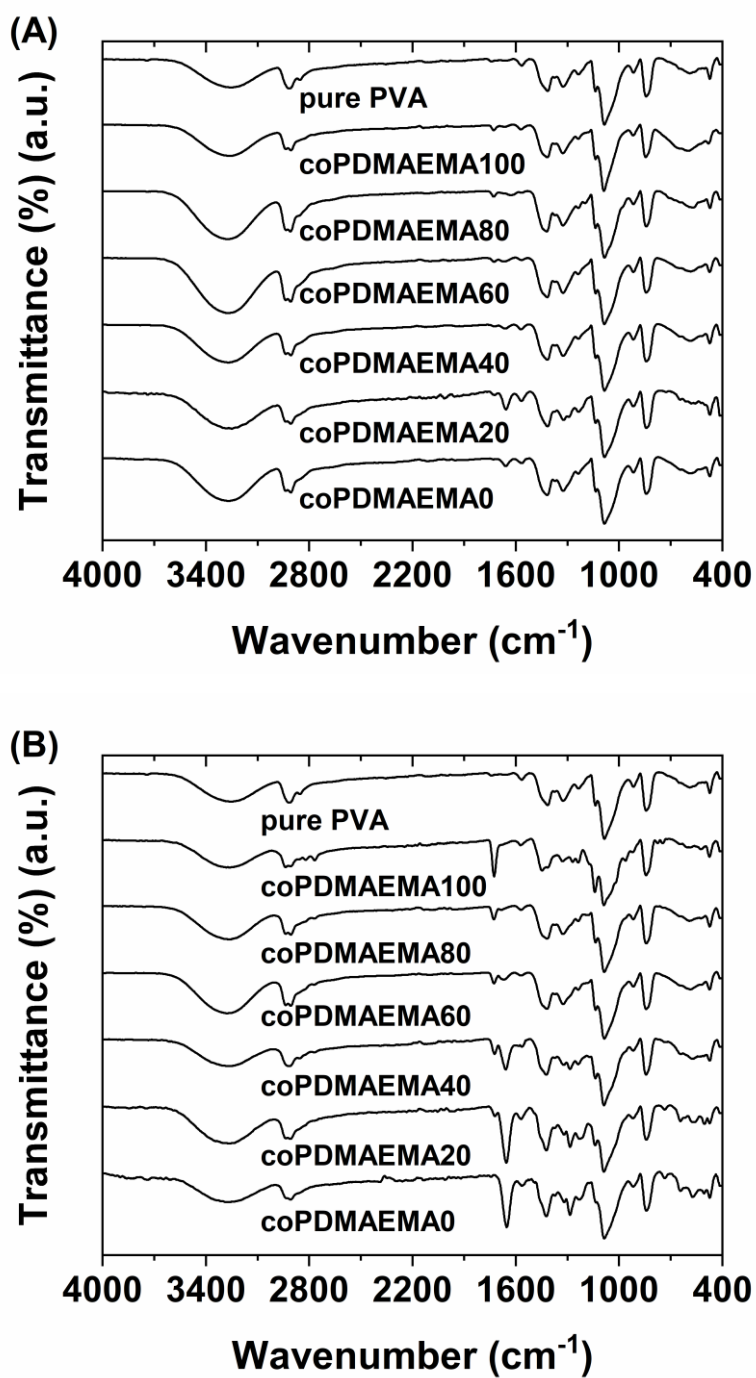 (A)
Transmittance (%) (a.u.)
pure PVA
coPDMAEMA100
coPDMAEMA80
coPDMAEMA60
coPDMAEMA40
coPDMAEMA20
coPDMAEMA0
4000 3400 2800 2200 1600 1000 400
Wavenumber (cm⁻¹)
(B)
Transmittance (%) (a.u.)
pure PVA
coPDMAEMA100
coPDMAEMA80
coPDMAEMA60
coPDMAEMA40
coPDMAEMA20
coPDMAEMA0
4000 3400 2800 2200 1600 1000 400
Wavenumber (cm⁻¹)